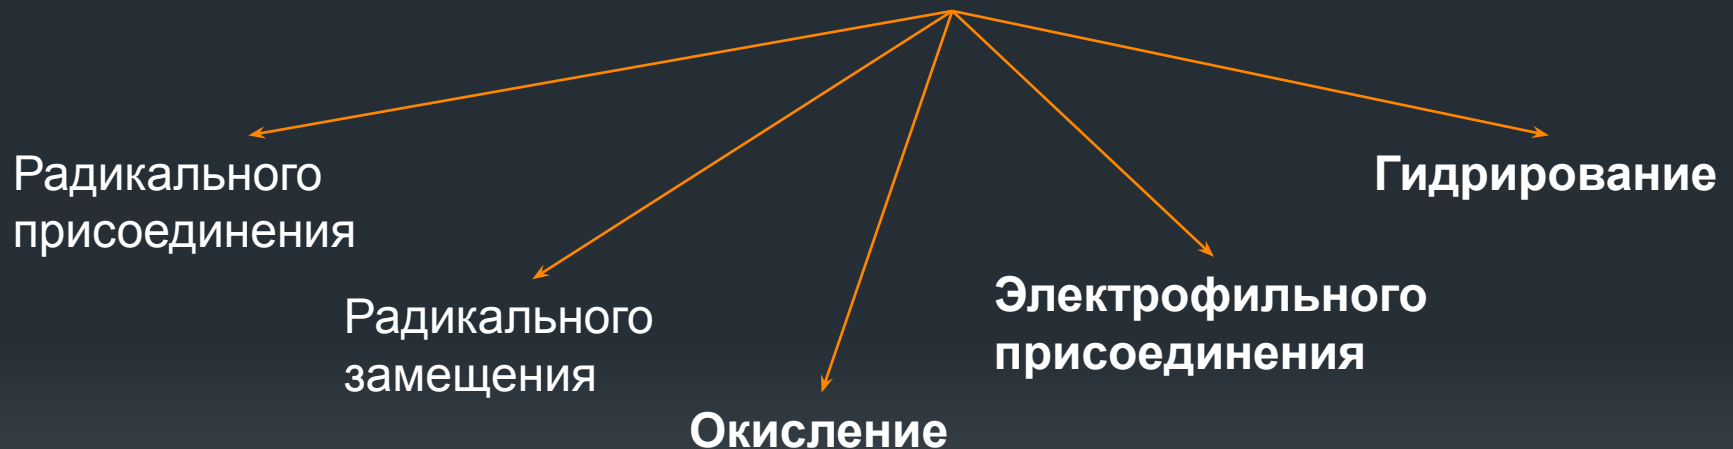 Радикального
присоединения
Радикального
замещения
Окисление
Электрофильного
присоединения
Гидрирование